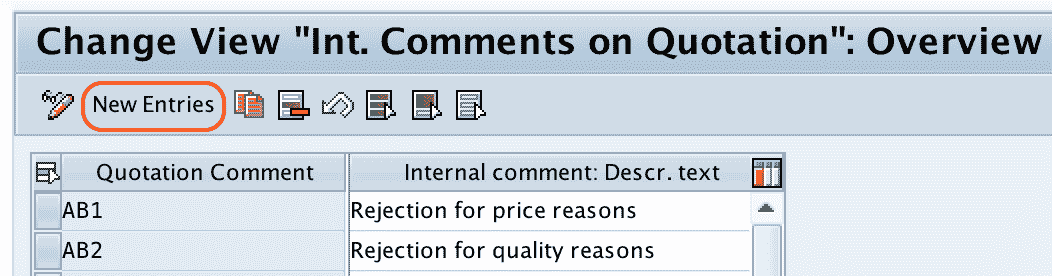 Change View "Int. Comments on Quotation": Overview
New Entries
Quotation Comment Internal comment: Descr. text
AB1 Rejection for price reasons
AB2 Rejection for quality reasons